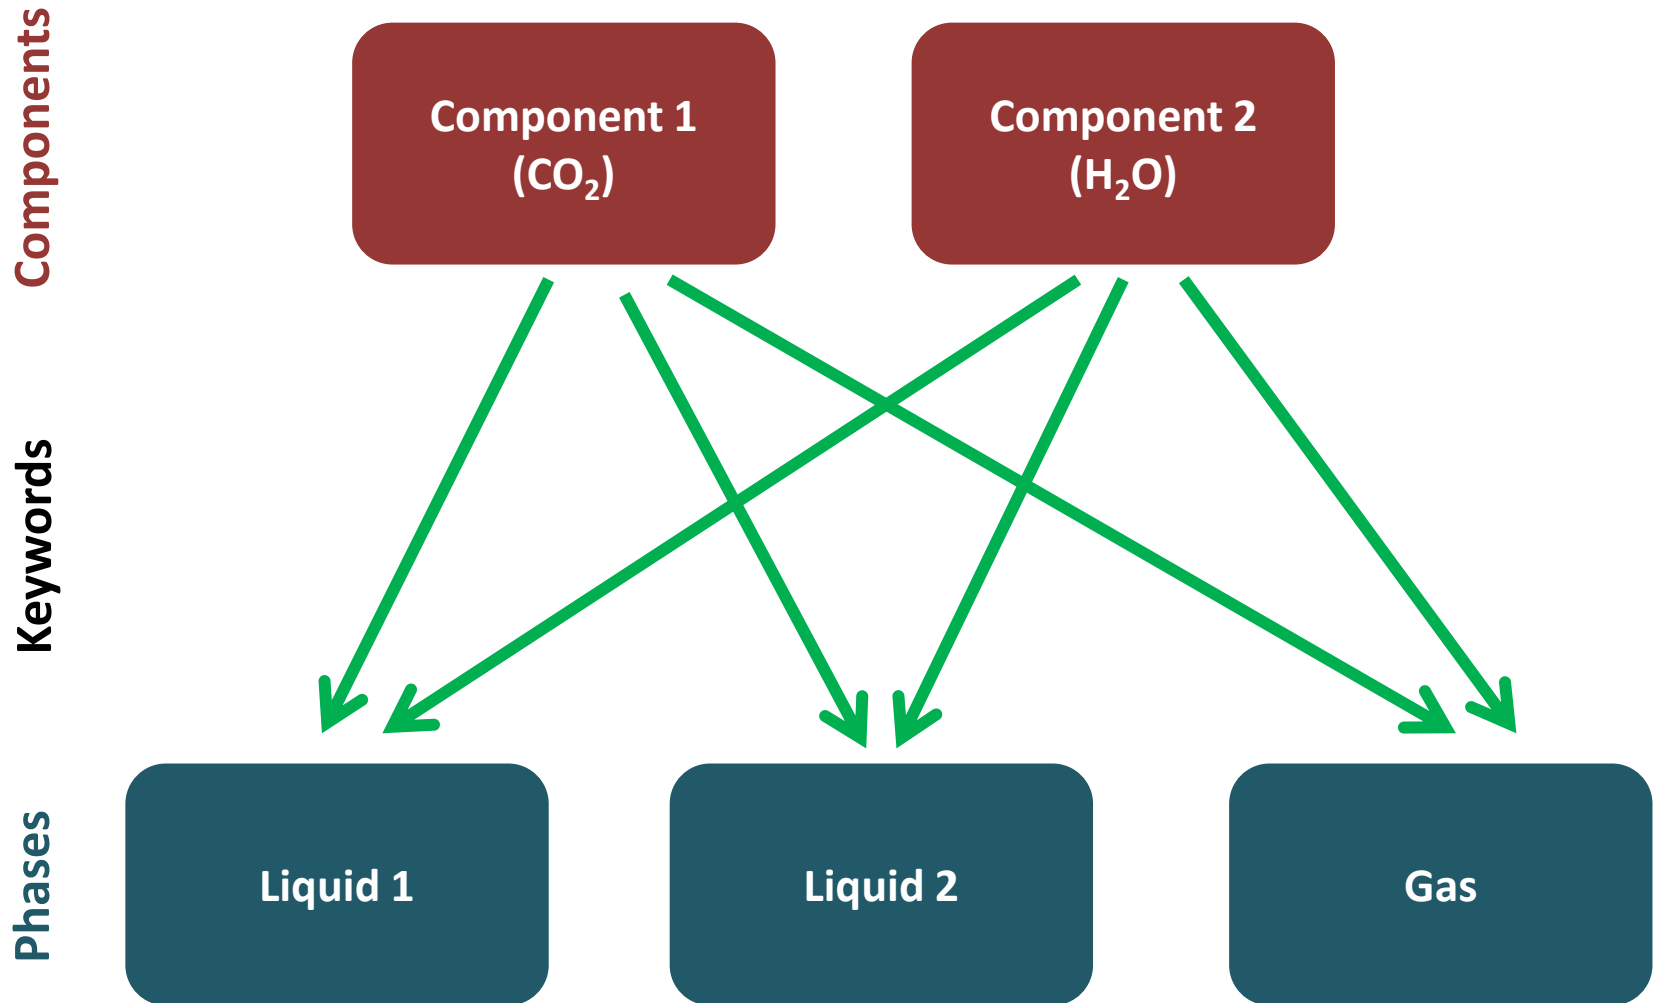 Components
Component 1
(CO₂)
Component 2
(H₂O)
Keywords
Phases
Liquid 1
Liquid 2
Gas